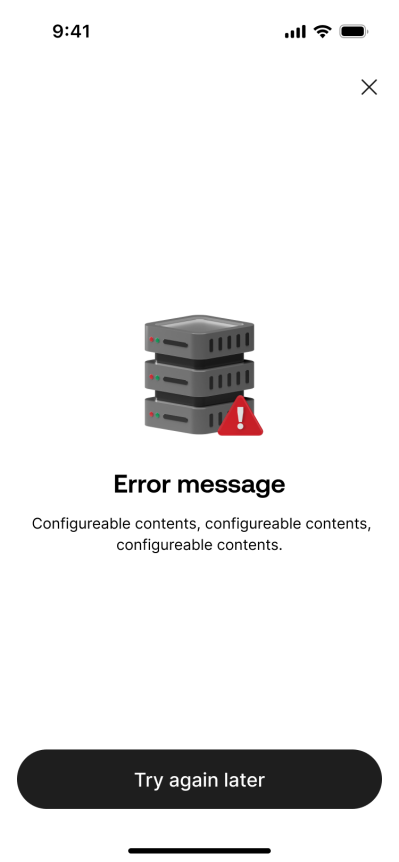 9:41
Error message
Configureable contents, configureable contents,
configureable contents.
Try again later